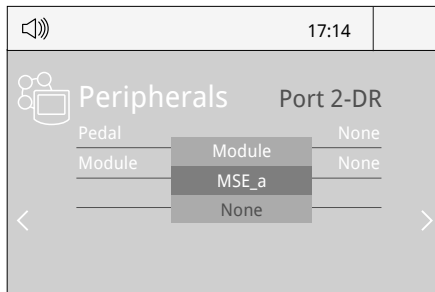 17:14
Peripherals Port 2-DR
Pedal None
Module None
Module
MSE_a
None